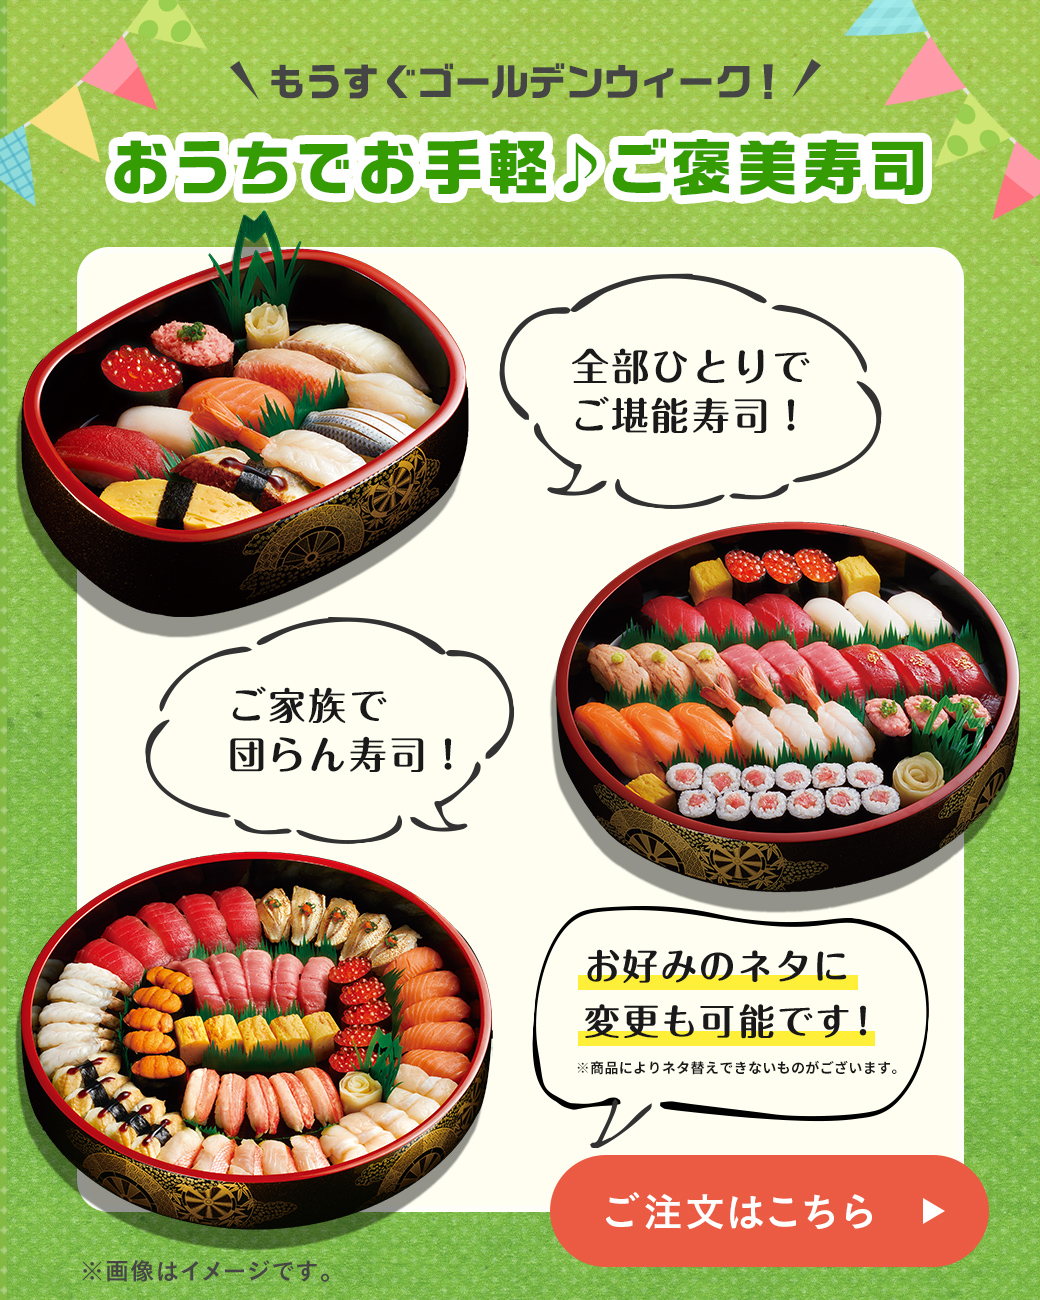 もうすぐゴールデンウィーク！
おうちでお手軽♪ご褒美寿司
全部ひとりで
ご堪能寿司！
ご家族で
団らん寿司！
お好みのネタに
変更も可能です！
※商品によりネタ替えできないものがございます。
ご注文はこちら ▶
※画像はイメージです。